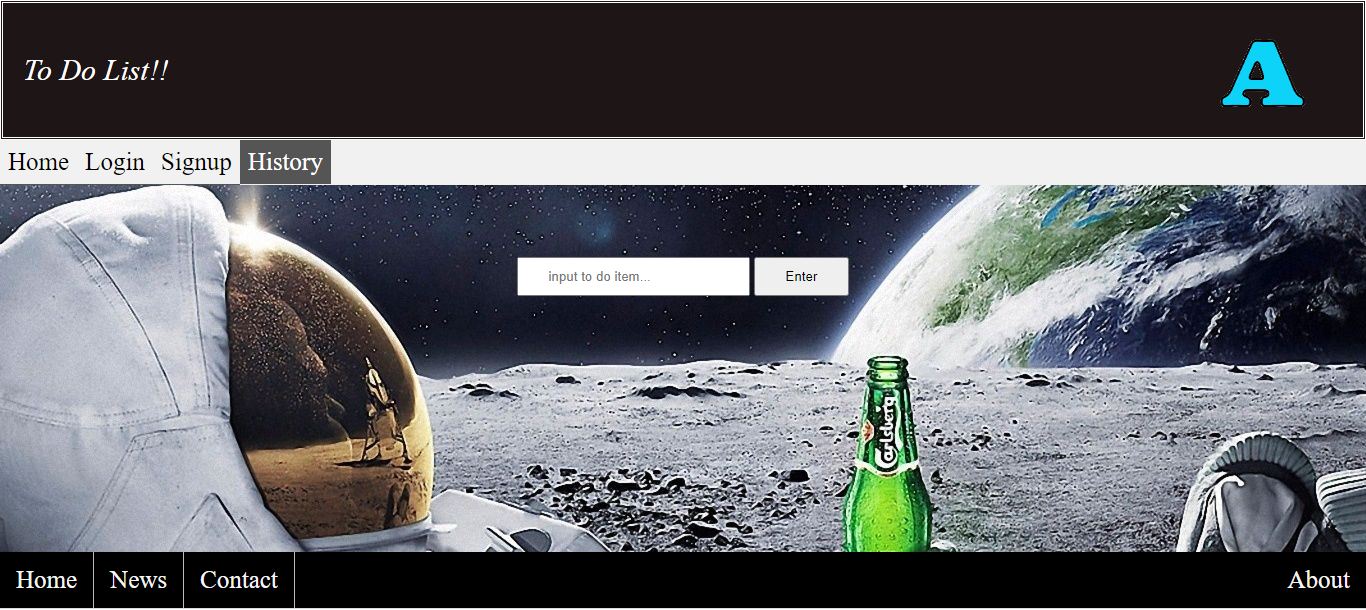 To Do List!!
A
Home Login Signup History
input to do item... Enter
Carlsberg
Home News Contact About